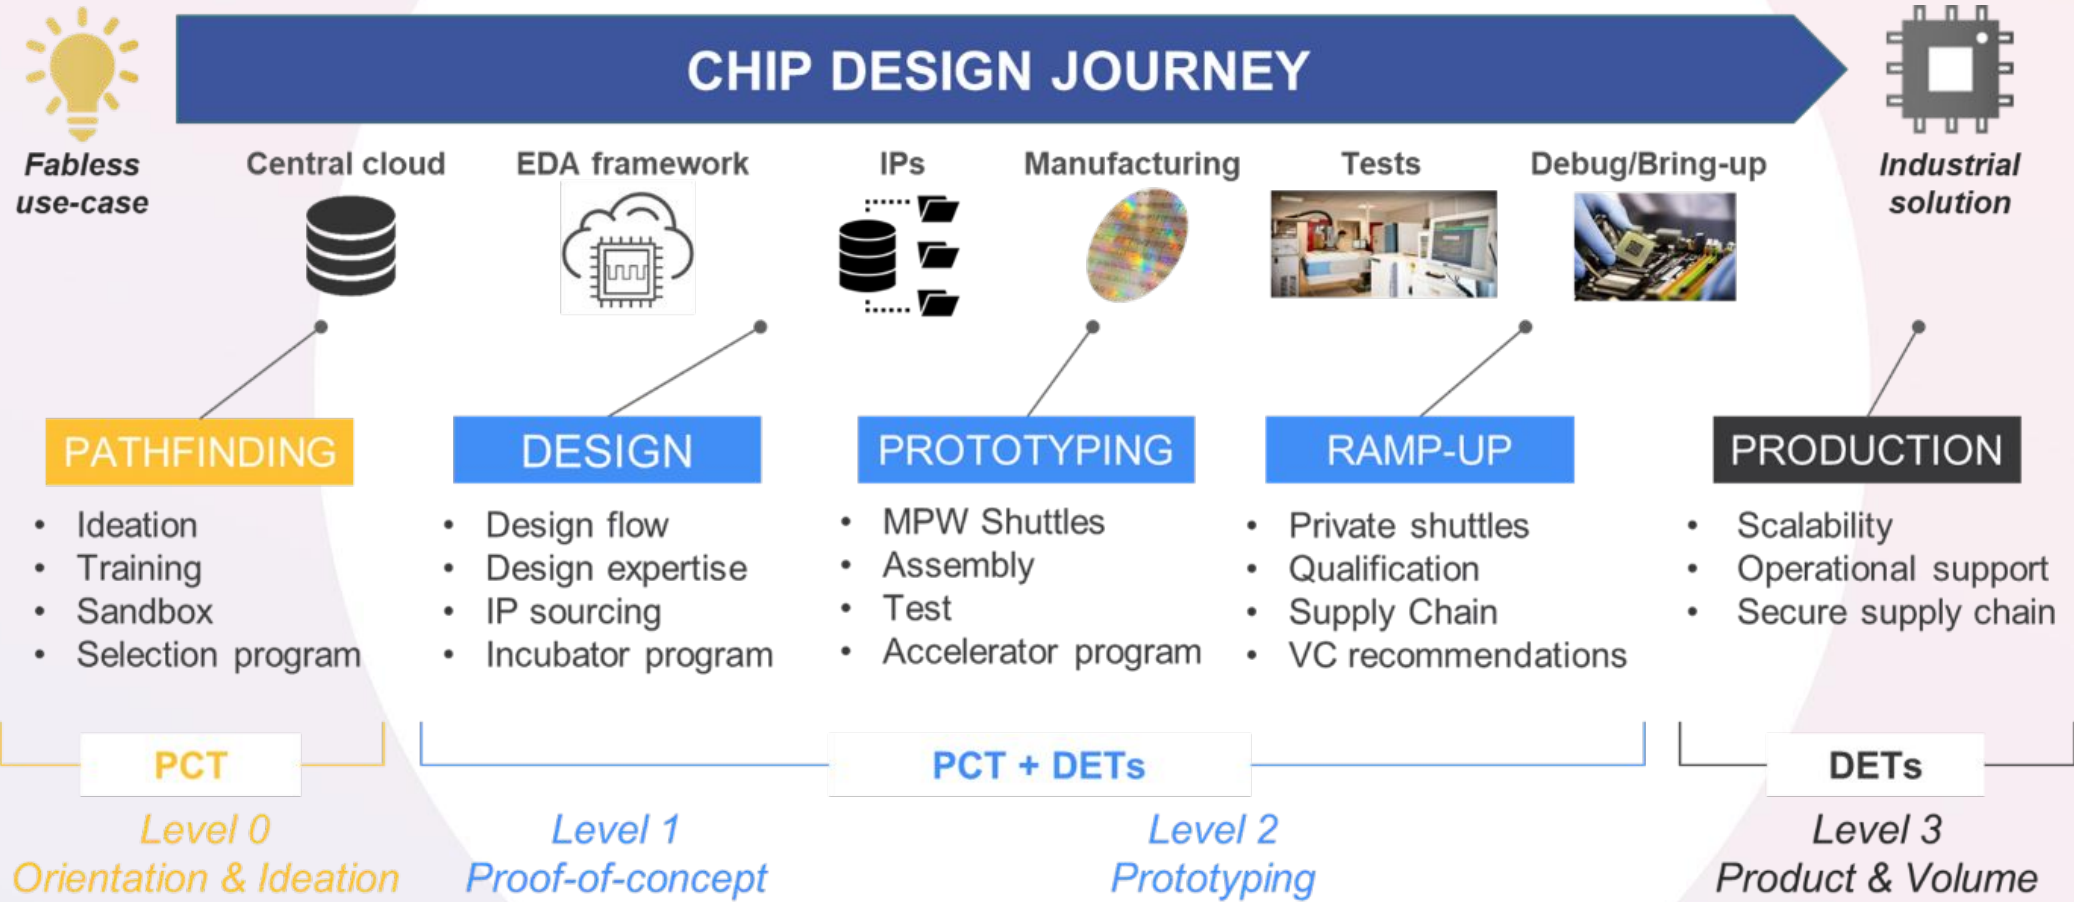 CHIP DESIGN JOURNEY
Fabless
use-case
Central cloud
EDA framework
IPs
Manufacturing
Tests
Debug/Bring-up
Industrial
solution
PATHFINDING
• Ideation
• Training
• Sandbox
• Selection program
DESIGN
• Design flow
• Design expertise
• IP sourcing
• Incubator program
PROTOTYPING
• MPW Shuttles
• Assembly
• Test
• Accelerator program
RAMP-UP
• Private shuttles
• Qualification
• Supply Chain
• VC recommendations
PRODUCTION
• Scalability
• Operational support
• Secure supply chain
PCT
Level 0
Orientation & Ideation
PCT + DETs
Level 1
Proof-of-concept
Level 2
Prototyping
DETs
Level 3
Product & Volume